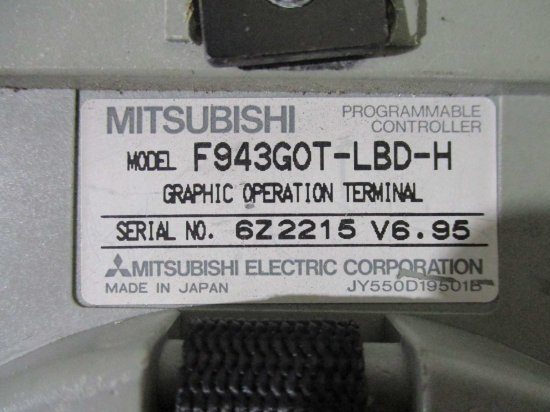 MITSUBISHI PROGRAMMABLE CONTROLLER
MODEL F943GOT-LBD-H
GRAPHIC OPERATION TERMINAL
SERIAL NO. 6Z2215 V6.95
MITSUBISHI ELECTRIC CORPORATION
MADE IN JAPAN JY550D19501B